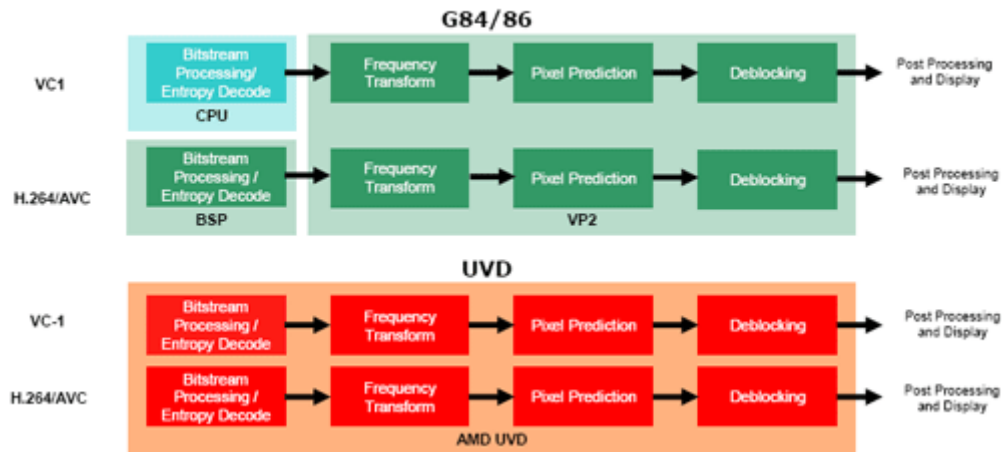 G84/86
VC1
Bitstream
Processing/
Entropy Decode
CPU
Frequency
Transform
Pixel Prediction
Deblocking
Post Processing
and Display
H.264/AVC
Bitstream
Processing /
Entropy Decode
BSP
Frequency
Transform
Pixel Prediction
VP2
Deblocking
Post Processing
and Display
UVD
VC-1
Bitstream
Processing /
Entropy Decode
Frequency
Transform
Pixel Prediction
Deblocking
Post Processing
and Display
H.264/AVC
Bitstream
Processing /
Entropy Decode
Frequency
Transform
Pixel Prediction
Deblocking
Post Processing
and Display
AMD UVD